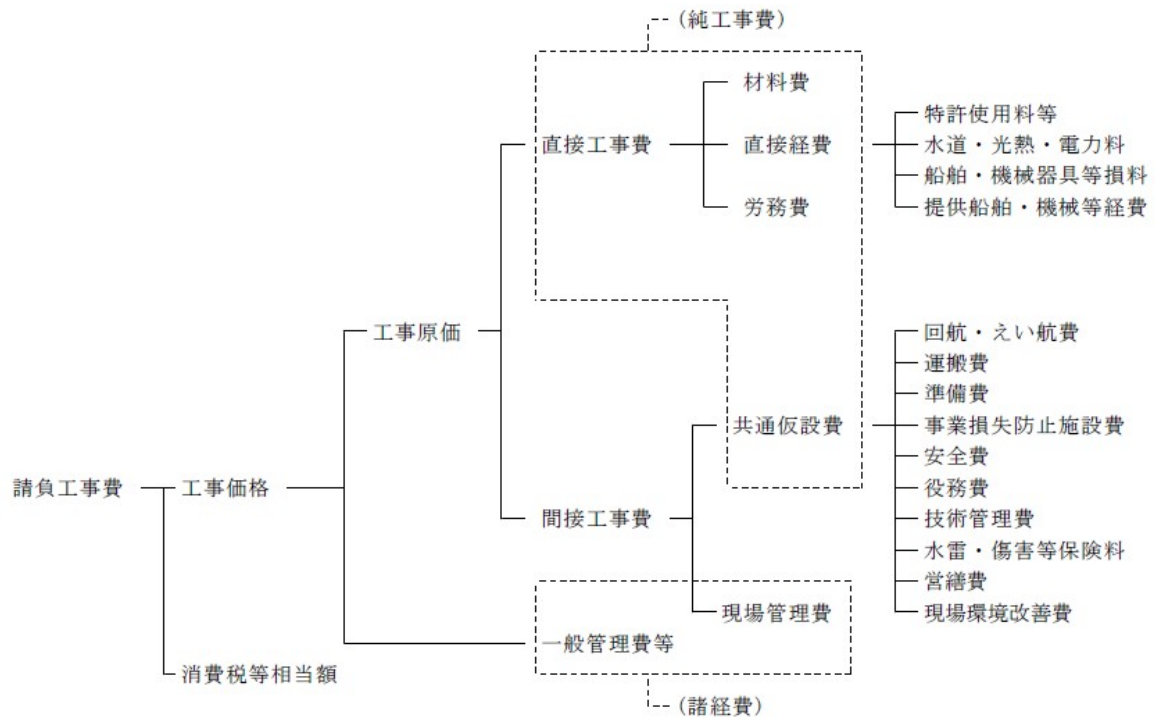 (純工事費)
材料費
特許使用料等
直接工事費
直接経費
水道・光熱・電力料
船舶・機械器具等損料
労務費
提供船舶・機械等経費
工事原価
回航・えい航費
運搬費
準備費
共通仮設費
事業損失防止施設費
安全費
請負工事費
工事価格
役務費
間接工事費
技術管理費
水雷・傷害等保険料
営繕費
現場管理費
現場環境改善費
一般管理費等
消費税等相当額
(諸経費)